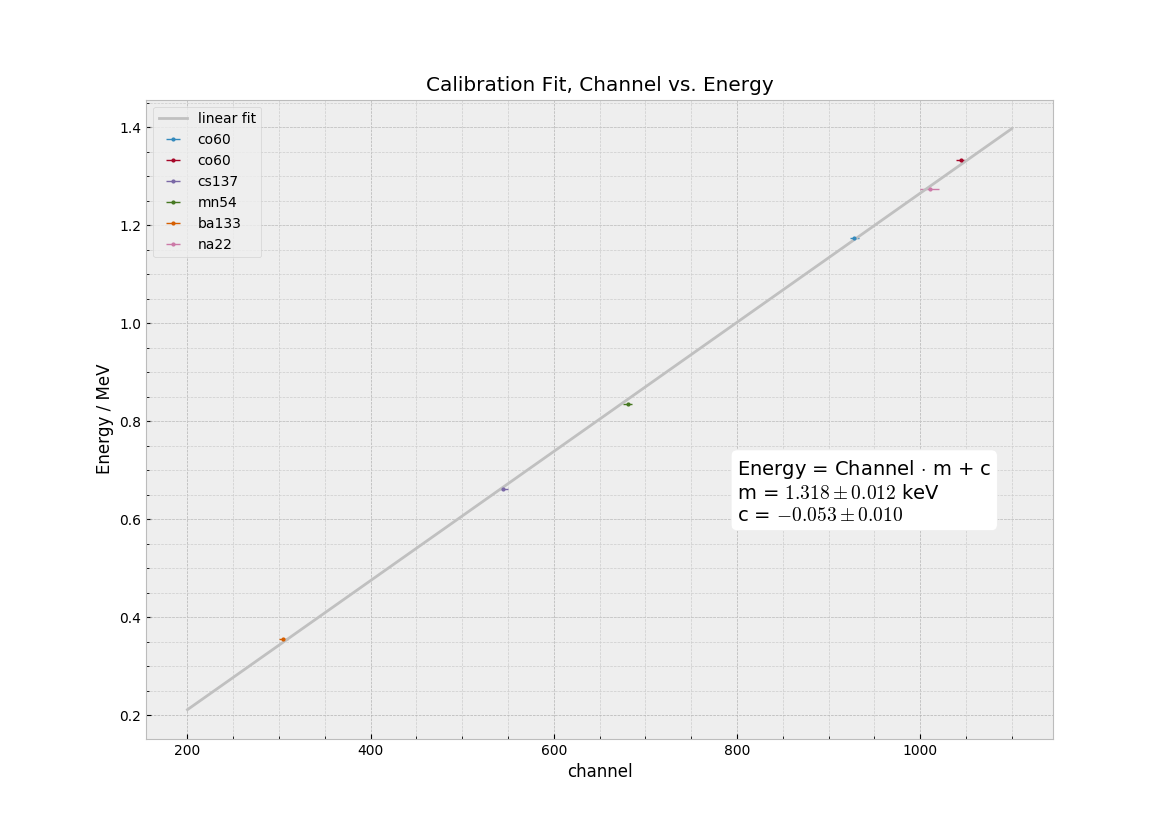 Calibration Fit, Channel vs. Energy
linear fit
co60
co60
cs137
mn54
ba133
na22
1.4
1.2
1.0
0.8
0.6
0.4
0.2
Energy / MeV
Energy = Channel · m + c
m = 1.318 ± 0.012 keV
c = −0.053 ± 0.010
200 400 600 800 1000
channel